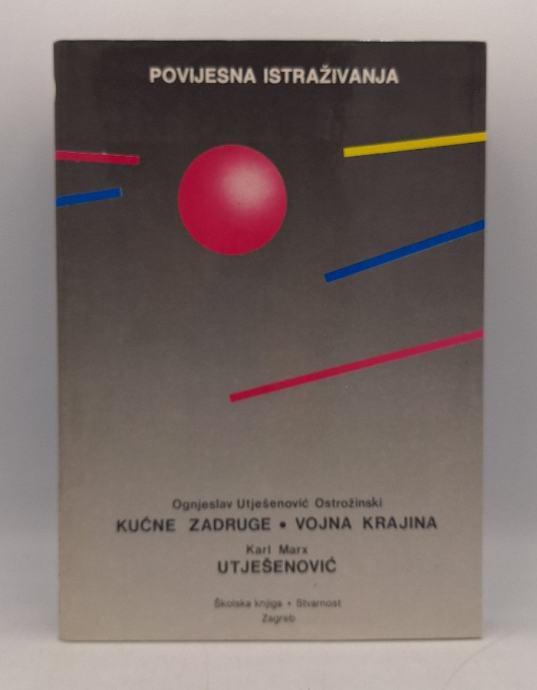 POVIJESNA ISTRAŽIVANJA
Ognjeslav Utješenović Ostrožinski
KUĆNE ZADRUGE • VOJNA KRAJINA
Karl Marx
UTJEŠENOVIĆ
Školska knjiga • Stvarnost
Zagreb